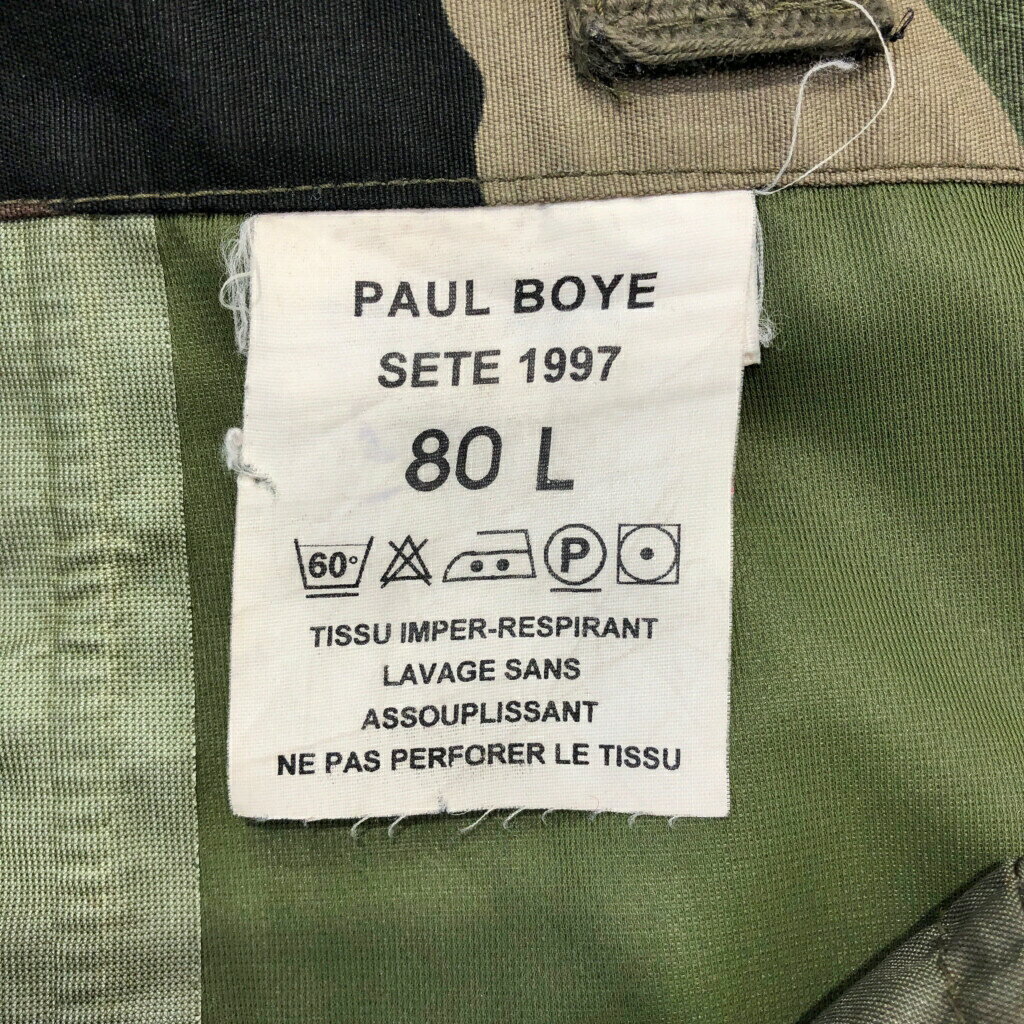 PAUL BOYE
SETE 1997
80 L
60° P
TISSU IMPER-RESPIRANT
LAVAGE SANS
ASSOUPLISSANT
NE PAS PERFORER LE TISSU